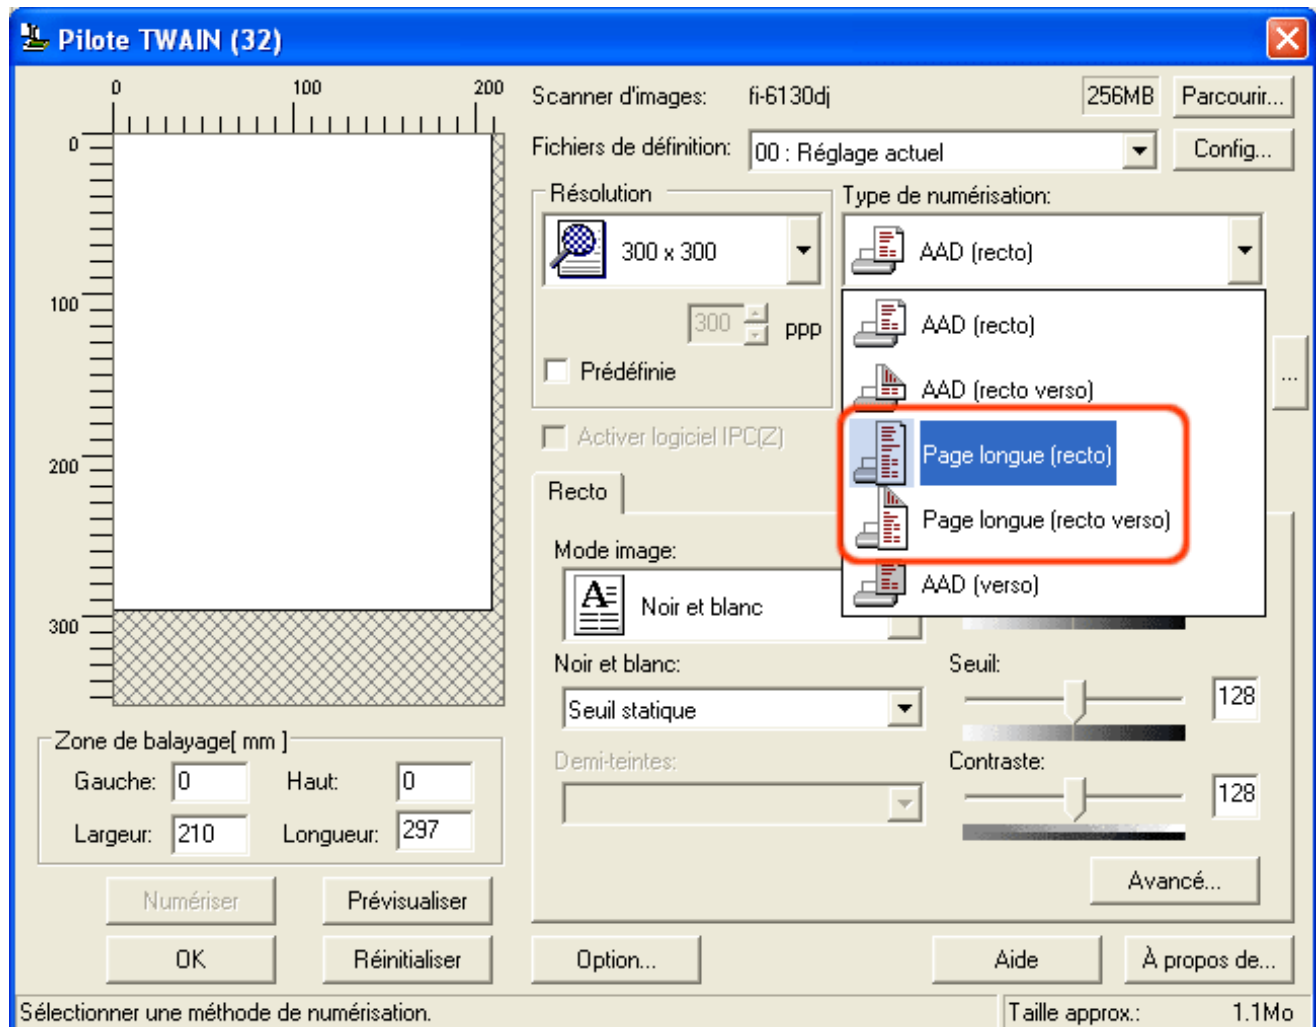 Pilote TWAIN (32)
0 100 200
0
100
200
300
Scanner d'images: fi-6130dj 256MB Parcourir...
Fichiers de définition: 00 : Réglage actuel Config...
Résolution
300 x 300
300 ppp
Prédéfinie
Activer logiciel IPC(Z)
Type de numérisation:
AAD (recto)
AAD (recto)
AAD (recto verso)
Page longue (recto)
Page longue (recto verso)
AAD (verso)
...
Recto
Mode image:
Noir et blanc
Noir et blanc:
Seuil statique
Demi-teintes:
Seuil:
128
Contraste:
128
Avancé...
Zone de balayage[ mm ]
Gauche: 0 Haut: 0
Largeur: 210 Longueur: 297
Numériser Prévisualiser
OK Réinitialiser Option... Aide À propos de...
Sélectionner une méthode de numérisation. Taille approx.: 1.1Mo